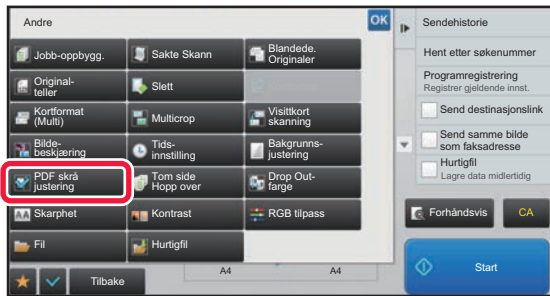 Andre
OK
Jobb-oppbygg.
Sakte Skann
Blandede.
Originaler
Original-
teller
Slett
Kortformat
(Multi)
Multicrop
Visittkort
skanning
Bilde-
beskjæring
Tids-
innstilling
Bakgrunns-
justering
PDF skrå
justering
Tom side
Hopp over
Drop Out-
farge
AA Skarphet
Kontrast
RGB tilpass
Fil
Hurtigfil
Tilbake
A4
A4
Sendehistorie
Hent etter søkenummer
Programregistrering
Registrer gjeldende innst.
Send destinasjonslink
Send samme bilde
som faksadresse
Hurtigfil
Lagre data midlertidig
Forhåndsvis
CA
Start